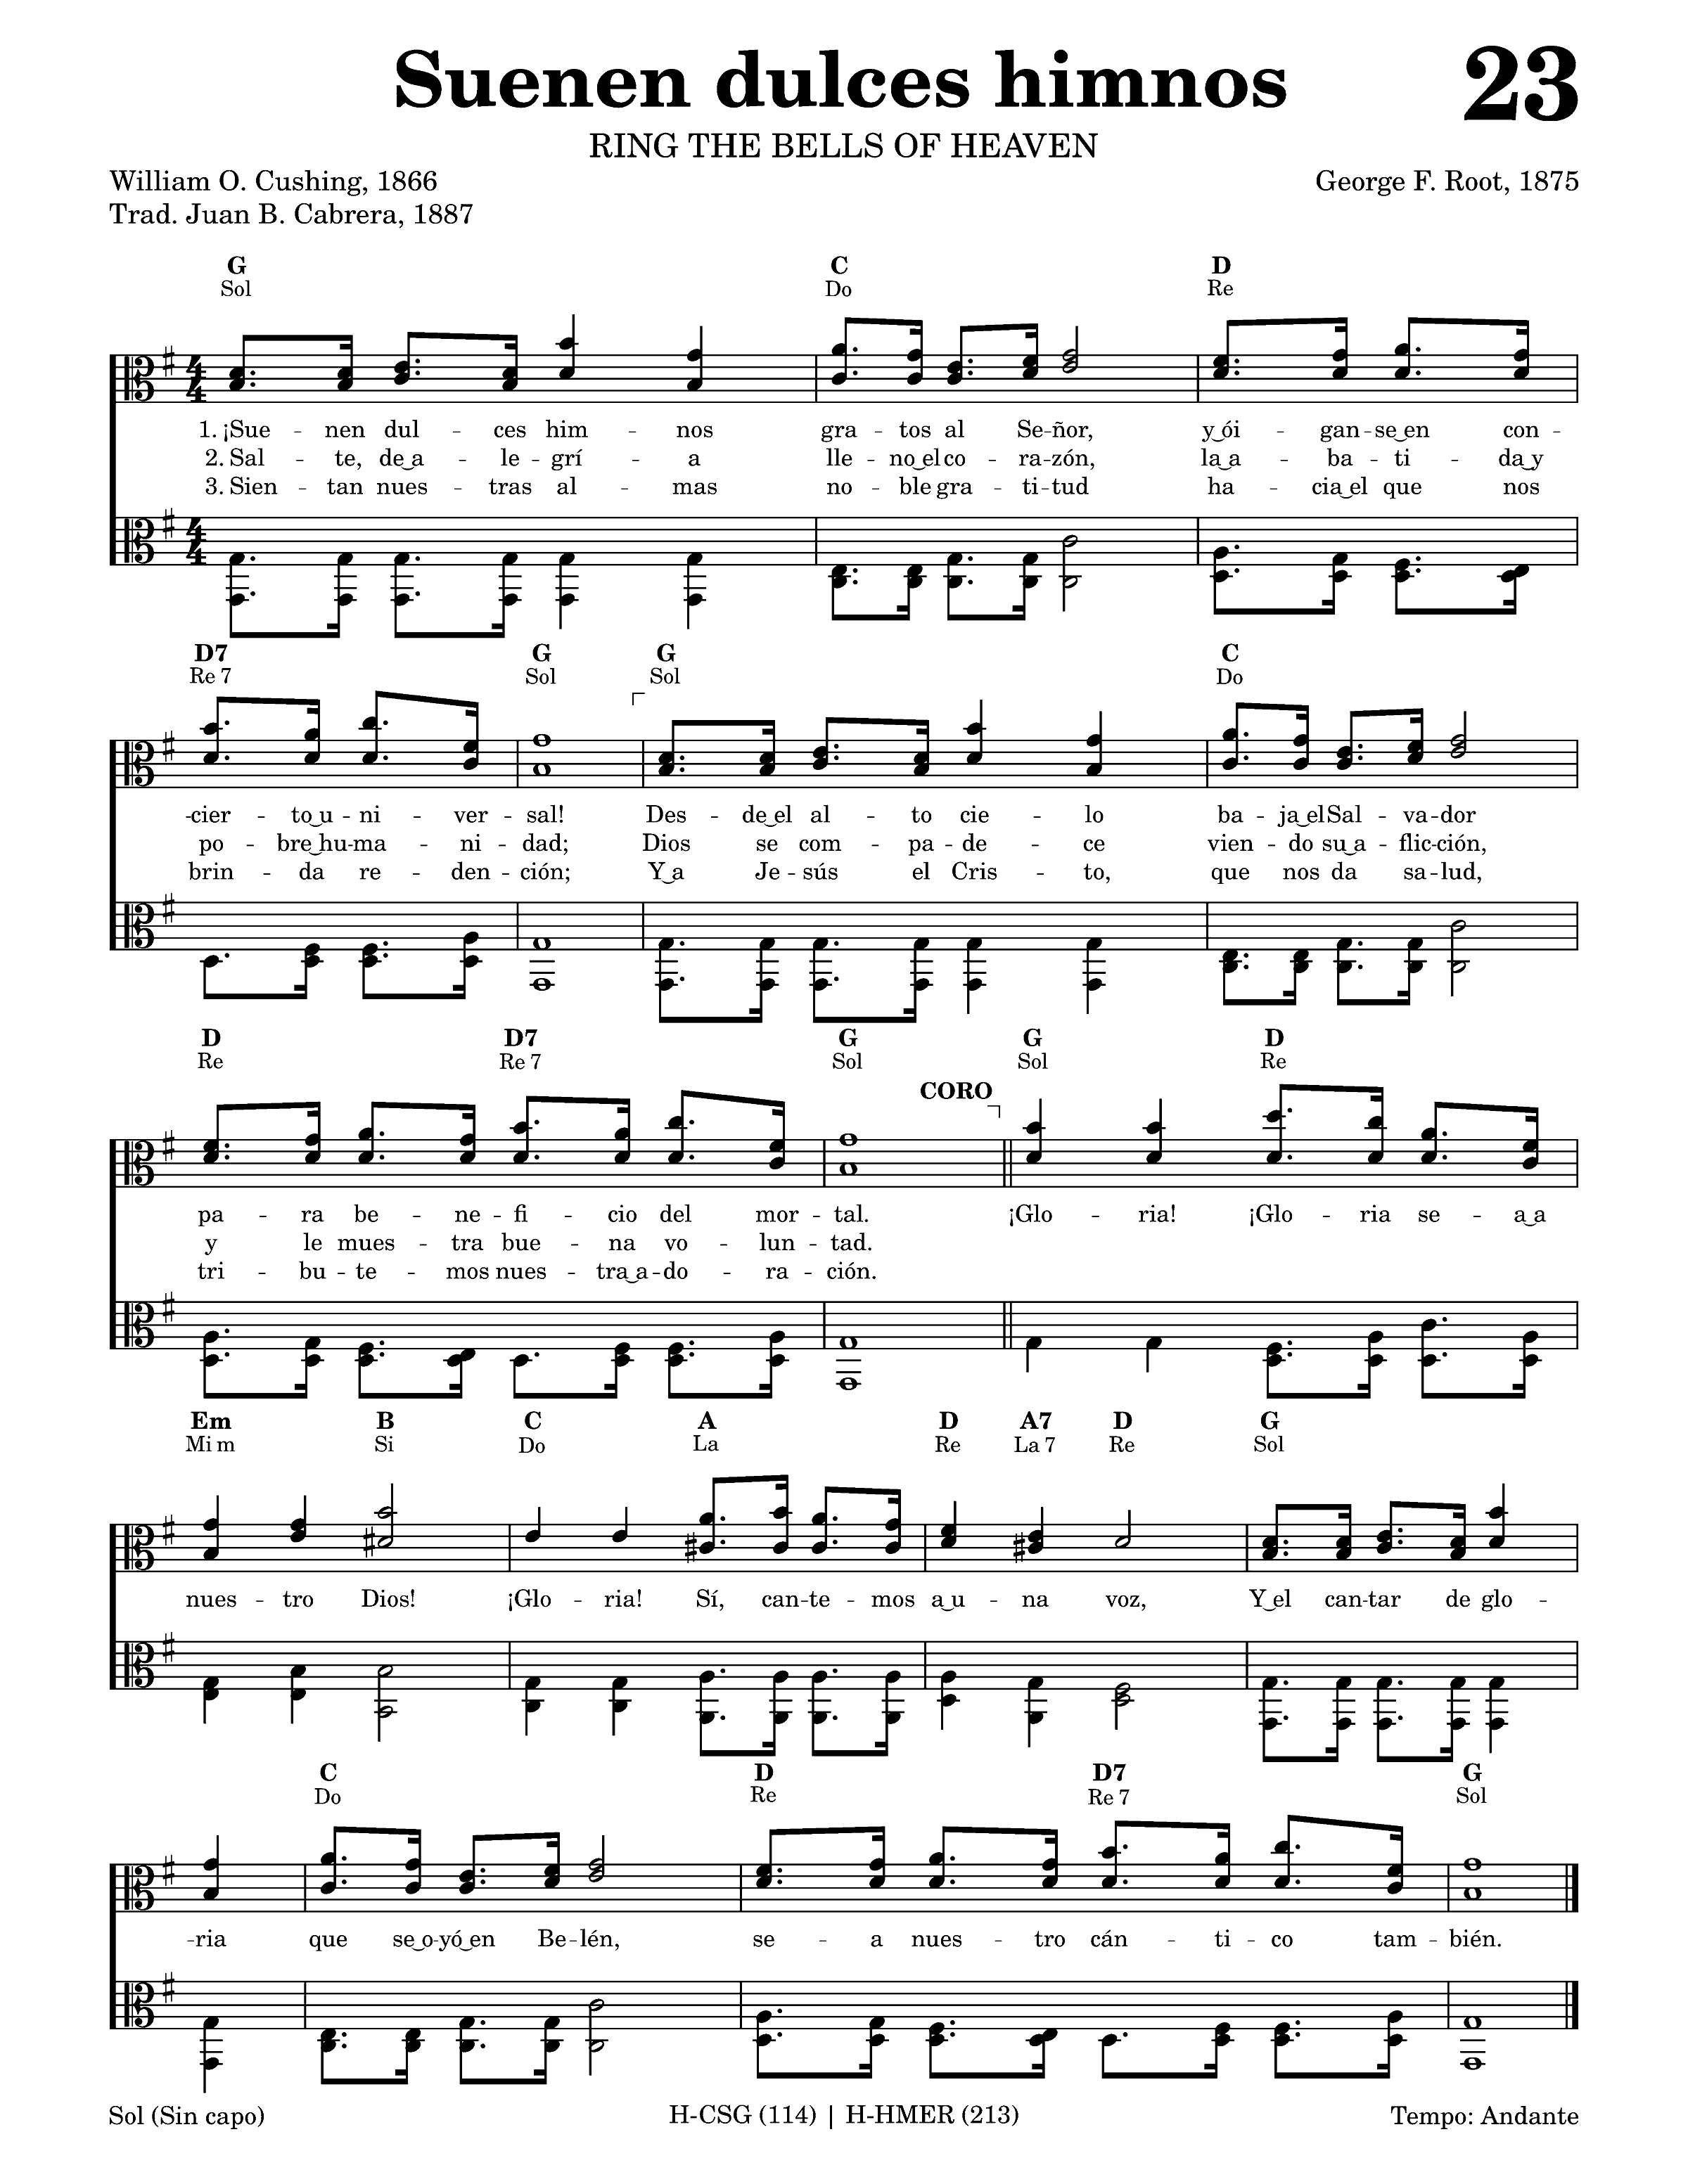 Suenen dulces himnos 23
RING THE BELLS OF HEAVEN
William O. Cushing, 1866 George F. Root, 1875
Trad. Juan B. Cabrera, 1887
G C D
Sol Do Re
1. ¡Sue - nen dul - ces him - nos gra - tos al Se - ñor, y‿ói - gan - se‿en con -
2. Sal - te, de‿a - le - grí - a lle - no‿el co - ra - zón, la‿a - ba - ti - da‿y
3. Sien - tan nues - tras al - mas no - ble gra - ti - tud ha - cia‿el que nos
D7 G G C
Re 7 Sol Sol Do
-cier - to‿u - ni - ver - sal! Des - de‿el al - to cie - lo ba - ja‿el Sal - va - dor
po - bre‿hu - ma - ni - dad; Dios se com - pa - de - ce vien - do su‿a - flic - ción,
brin - da re - den - ción; Y‿a Je - sús el Cris - to, que nos da sa - lud,
D D7 G G D
Re Re 7 Sol Sol Re
CORO
pa - ra be - ne - fi - cio del mor - tal. ¡Glo - ria! ¡Glo - ria se - a‿a
y le mues - tra bue - na vo - lun - tad.
tri - bu - te - mos nues - tra‿a - do - ra - ción.
Em B C A D A7 D G
Mi m Si Do La Re La 7 Re Sol
nues - tro Dios! ¡Glo - ria! Sí, can - te - mos a‿u - na voz, Y‿el can - tar de glo -
C D D7 G
Do Re Re 7 Sol
-ria que se‿o - yó‿en Be - lén, se - a nues - tro cán - ti - co tam - bién.
Sol (Sin capo) H-CSG (114) | H-HMER (213) Tempo: Andante